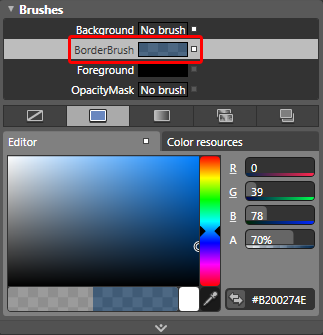 Brushes
Background No brush
BorderBrush
Foreground
OpacityMask No brush
Editor Color resources
R 0
G 39
B 78
A 70%
#B200274E